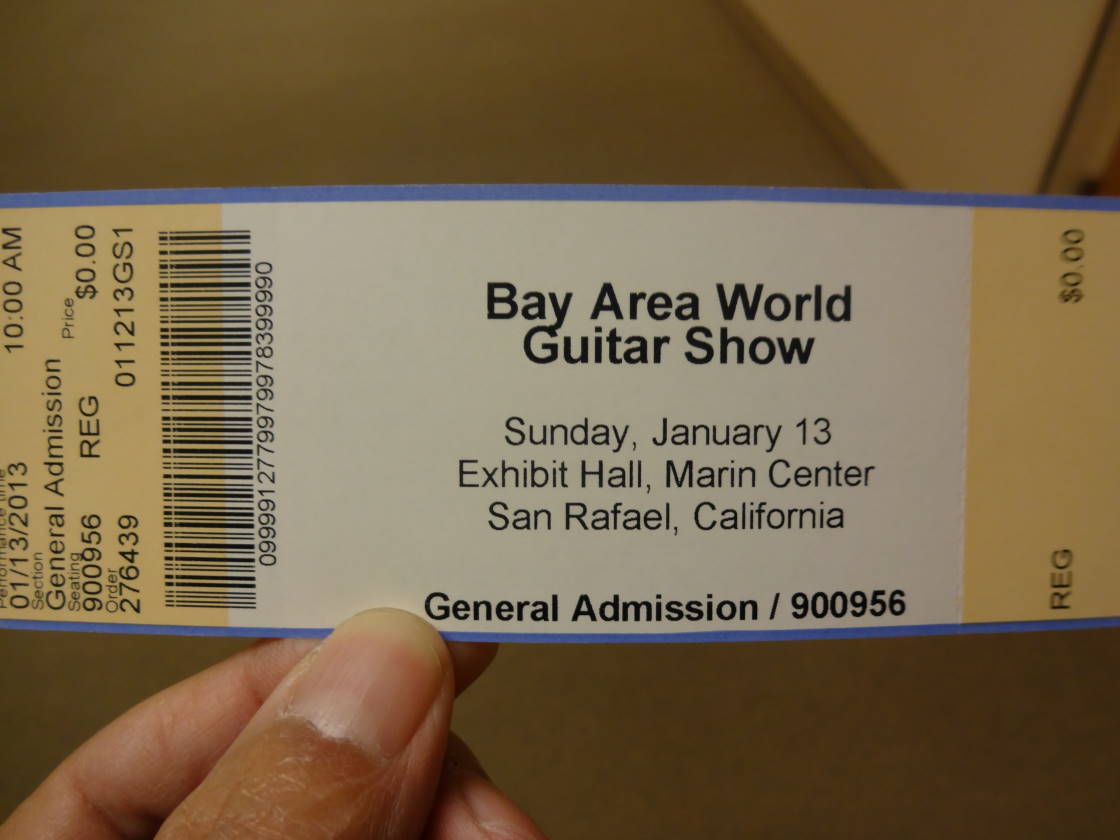 Performance time
10:00 AM
01/13/2013
Section
General Admission
Price
Seating
900956 REG $0.00
Order
276439 011213GS1
0999912779979978399990
Bay Area World
Guitar Show
Sunday, January 13
Exhibit Hall, Marin Center
San Rafael, California
General Admission / 900956
REG $0.00